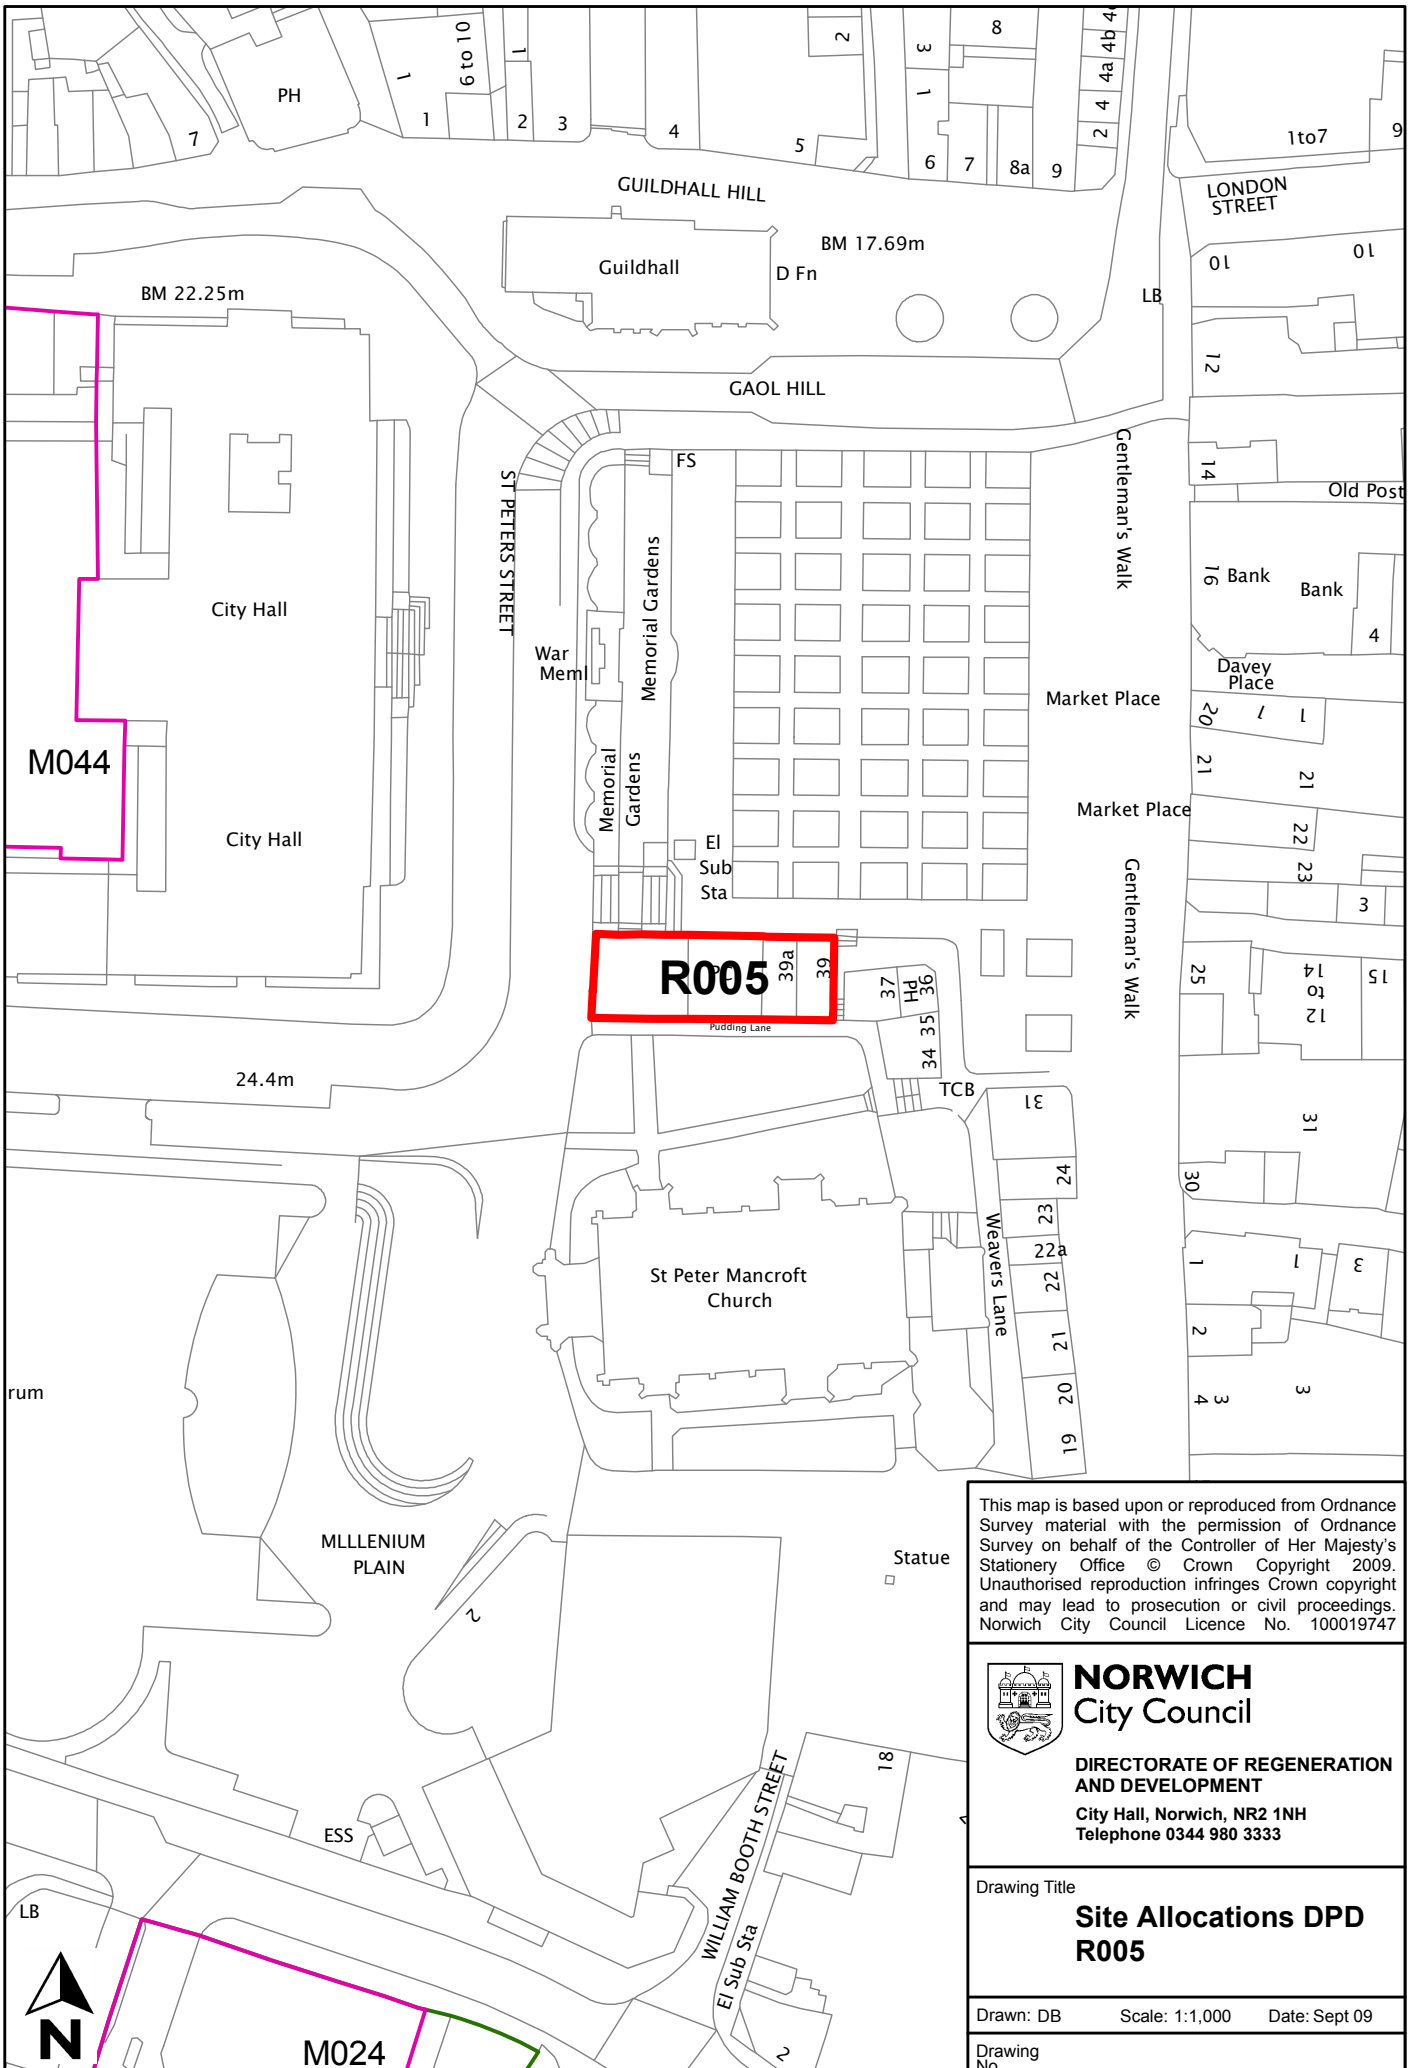 PH
7
1
1
6 to 10
1
2
3
4
5
2
3
1
6
7
8
8a
9
2
4
4a
4b
1to7
9
GUILDHALL HILL
LONDON
STREET
BM 17.69m
Guildhall
D Fn
10
10
BM 22.25m
LB
12
GAOL HILL
FS
14
Old Post
ST PETERS STREET
Gentleman's Walk
Memorial Gardens
16
Bank
Bank
4
City Hall
War
Meml
Davey
Place
Market Place
20
1
1
M044
Memorial
Gardens
21
21
Market Place
City Hall
El
Sub
Sta
22
23
3
Gentleman's Walk
R005
39a
39
37
PH
36
35
34
25
12
to
14
15
Pudding Lane
24.4m
TCB
31
31
24
30
23
Weavers Lane
22a
22
St Peter Mancroft
Church
1
1
3
21
2
rum
20
4
3
3
19
MLLLENIUM
PLAIN
Statue
2
18
WILLIAM BOOTH STREET
ESS
LB
El Sub Sta
N
M024
2
This map is based upon or reproduced from Ordnance
Survey material with the permission of Ordnance
Survey on behalf of the Controller of Her Majesty's
Stationery Office © Crown Copyright 2009.
Unauthorised reproduction infringes Crown copyright
and may lead to prosecution or civil proceedings.
Norwich City Council Licence No. 100019747
NORWICH
City Council
DIRECTORATE OF REGENERATION
AND DEVELOPMENT
City Hall, Norwich, NR2 1NH
Telephone 0344 980 3333
Drawing Title
Site Allocations DPD
R005
Drawn: DB Scale: 1:1,000 Date: Sept 09
Drawing
No